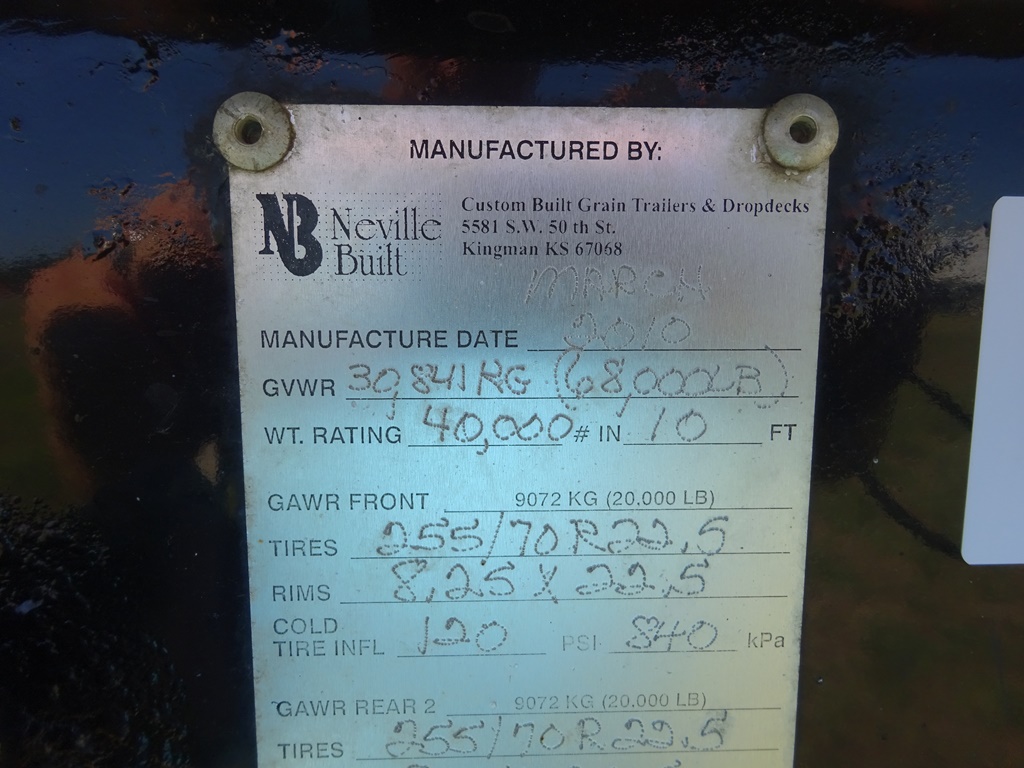 MANUFACTURED BY:
NB Neville Built
Custom Built Grain Trailers & Dropdecks
5581 S.W. 50 th St.
Kingman KS 67068
MARCH
MANUFACTURE DATE 2010
GVWR 30,841 KG (68,000LB)
WT. RATING 40,000 # IN 10 FT
GAWR FRONT 9072 KG (20.000 LB)
TIRES 255/70R22.5
RIMS 8.25 X 22.5
COLD
TIRE INFL 120 PSI 840 kPa
GAWR REAR 2 9072 KG (20.000 LB)
TIRES 255/70R22.5